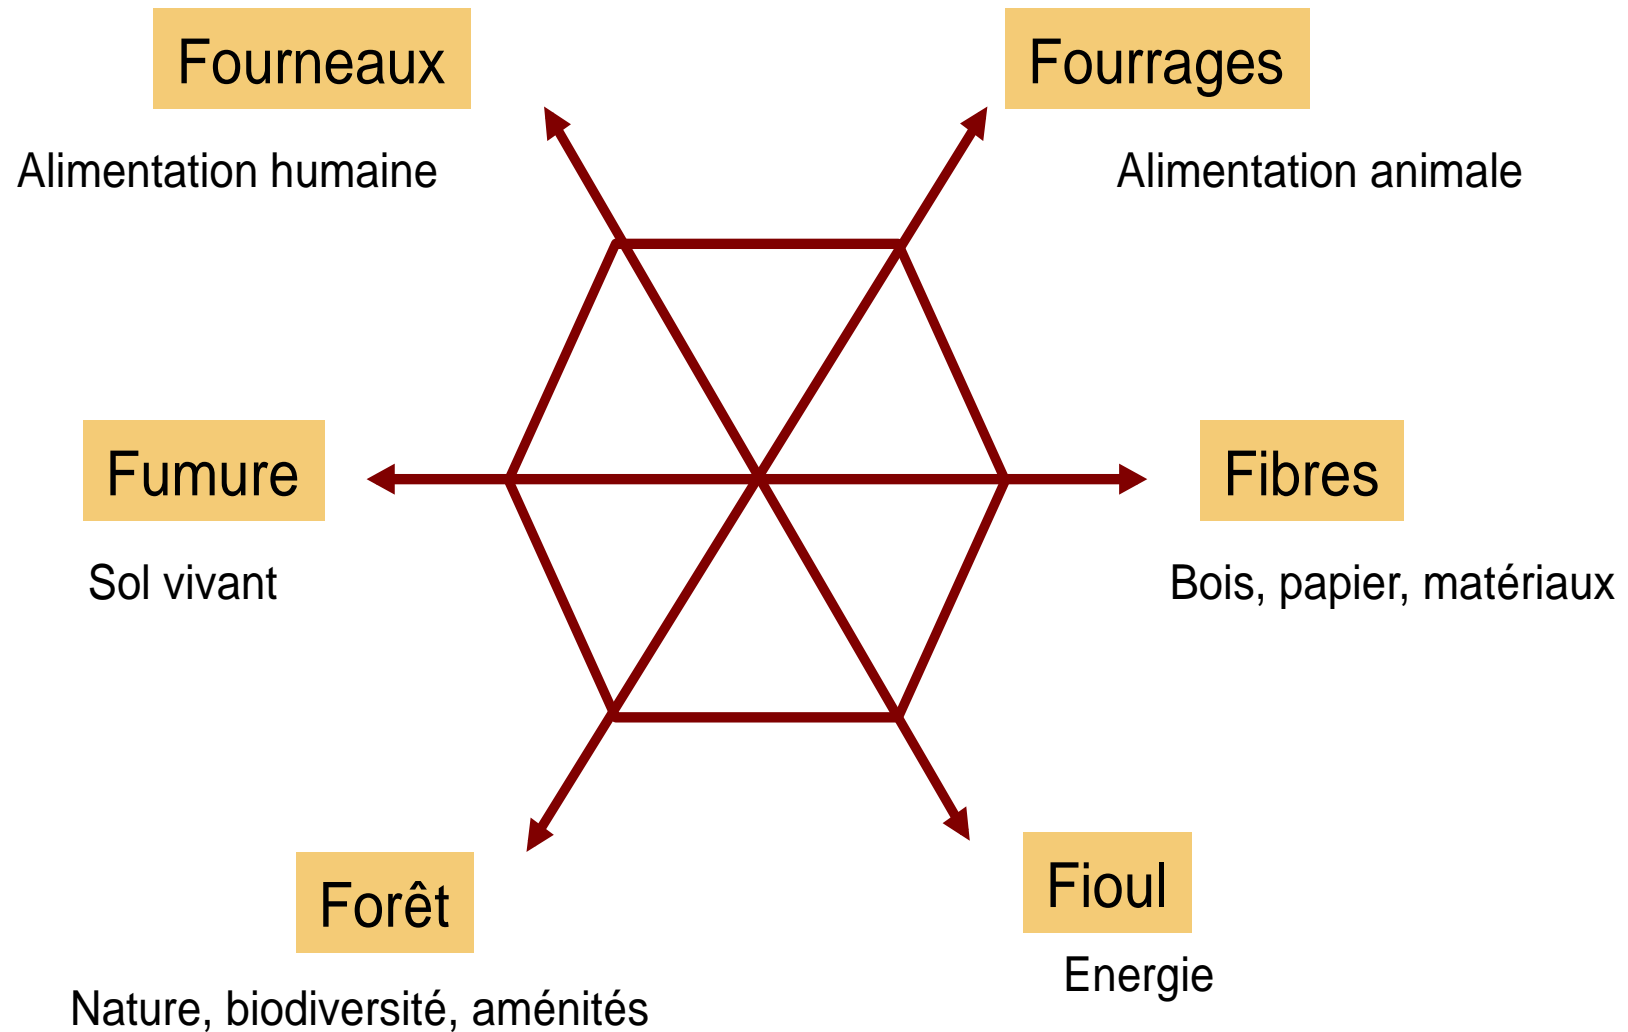 Fourneaux
Alimentation humaine
Fourrages
Alimentation animale
Fumure
Sol vivant
Fibres
Bois, papier, matériaux
Forêt
Nature, biodiversité, aménités
Fioul
Energie